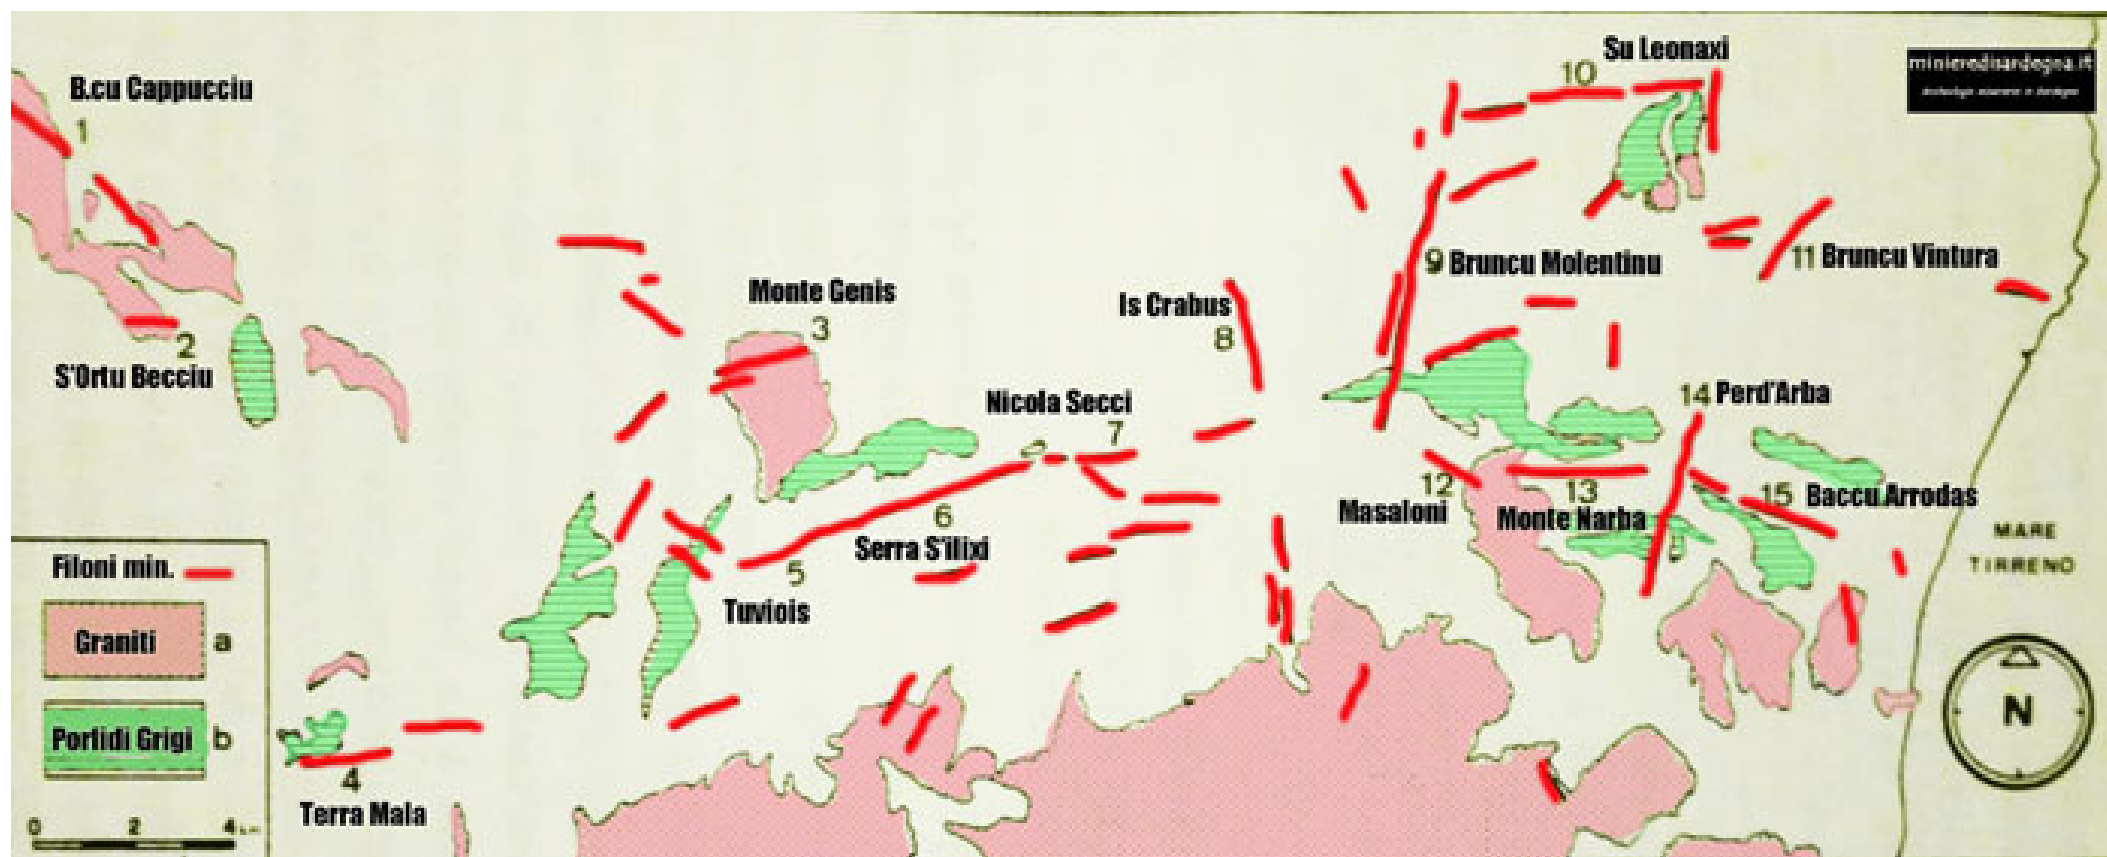 Su Leonaxi
minieredisardegna.it
10
B.cu Cappucciu
1
9 Bruncu Molentinu
11 Bruncu Vintura
Monte Genis
3
Is Crabus
8
2
S'Ortu Becciu
Nicola Secci
7
14 Perd'Arba
12
Masaloni
13
Monte Narba
15 Baccu Arrodas
6
Serra S'ilixi
5
Tuviois
MARE
TIRRENO
Filoni min.
Graniti a
Porfidi Grigi b
N
4
Terra Mala
0 2 4